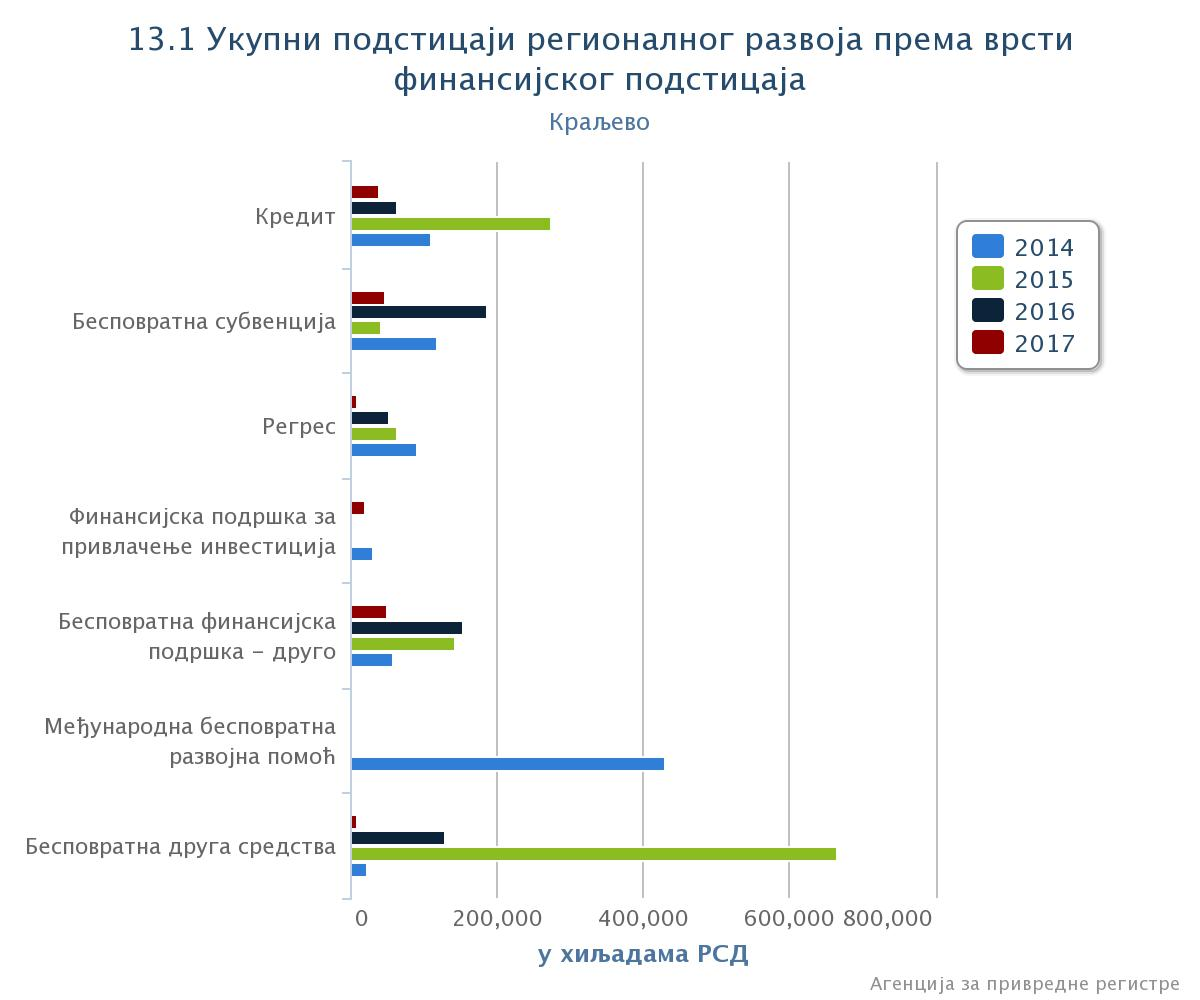 13.1 Укупни подстицаји регионалног развоја према врсти
финансијског подстицаја
Краљево
Кредит
Бесповратна субвенција
Регрес
Финансијска подршка за
привлачење инвестиција
Бесповратна финансијска
подршка – друго
Међународна бесповратна
развојна помоћ
Бесповратна друга средства
2014
2015
2016
2017
0 200,000 400,000 600,000 800,000
у хиљадама РСД
Агенција за привредне регистре